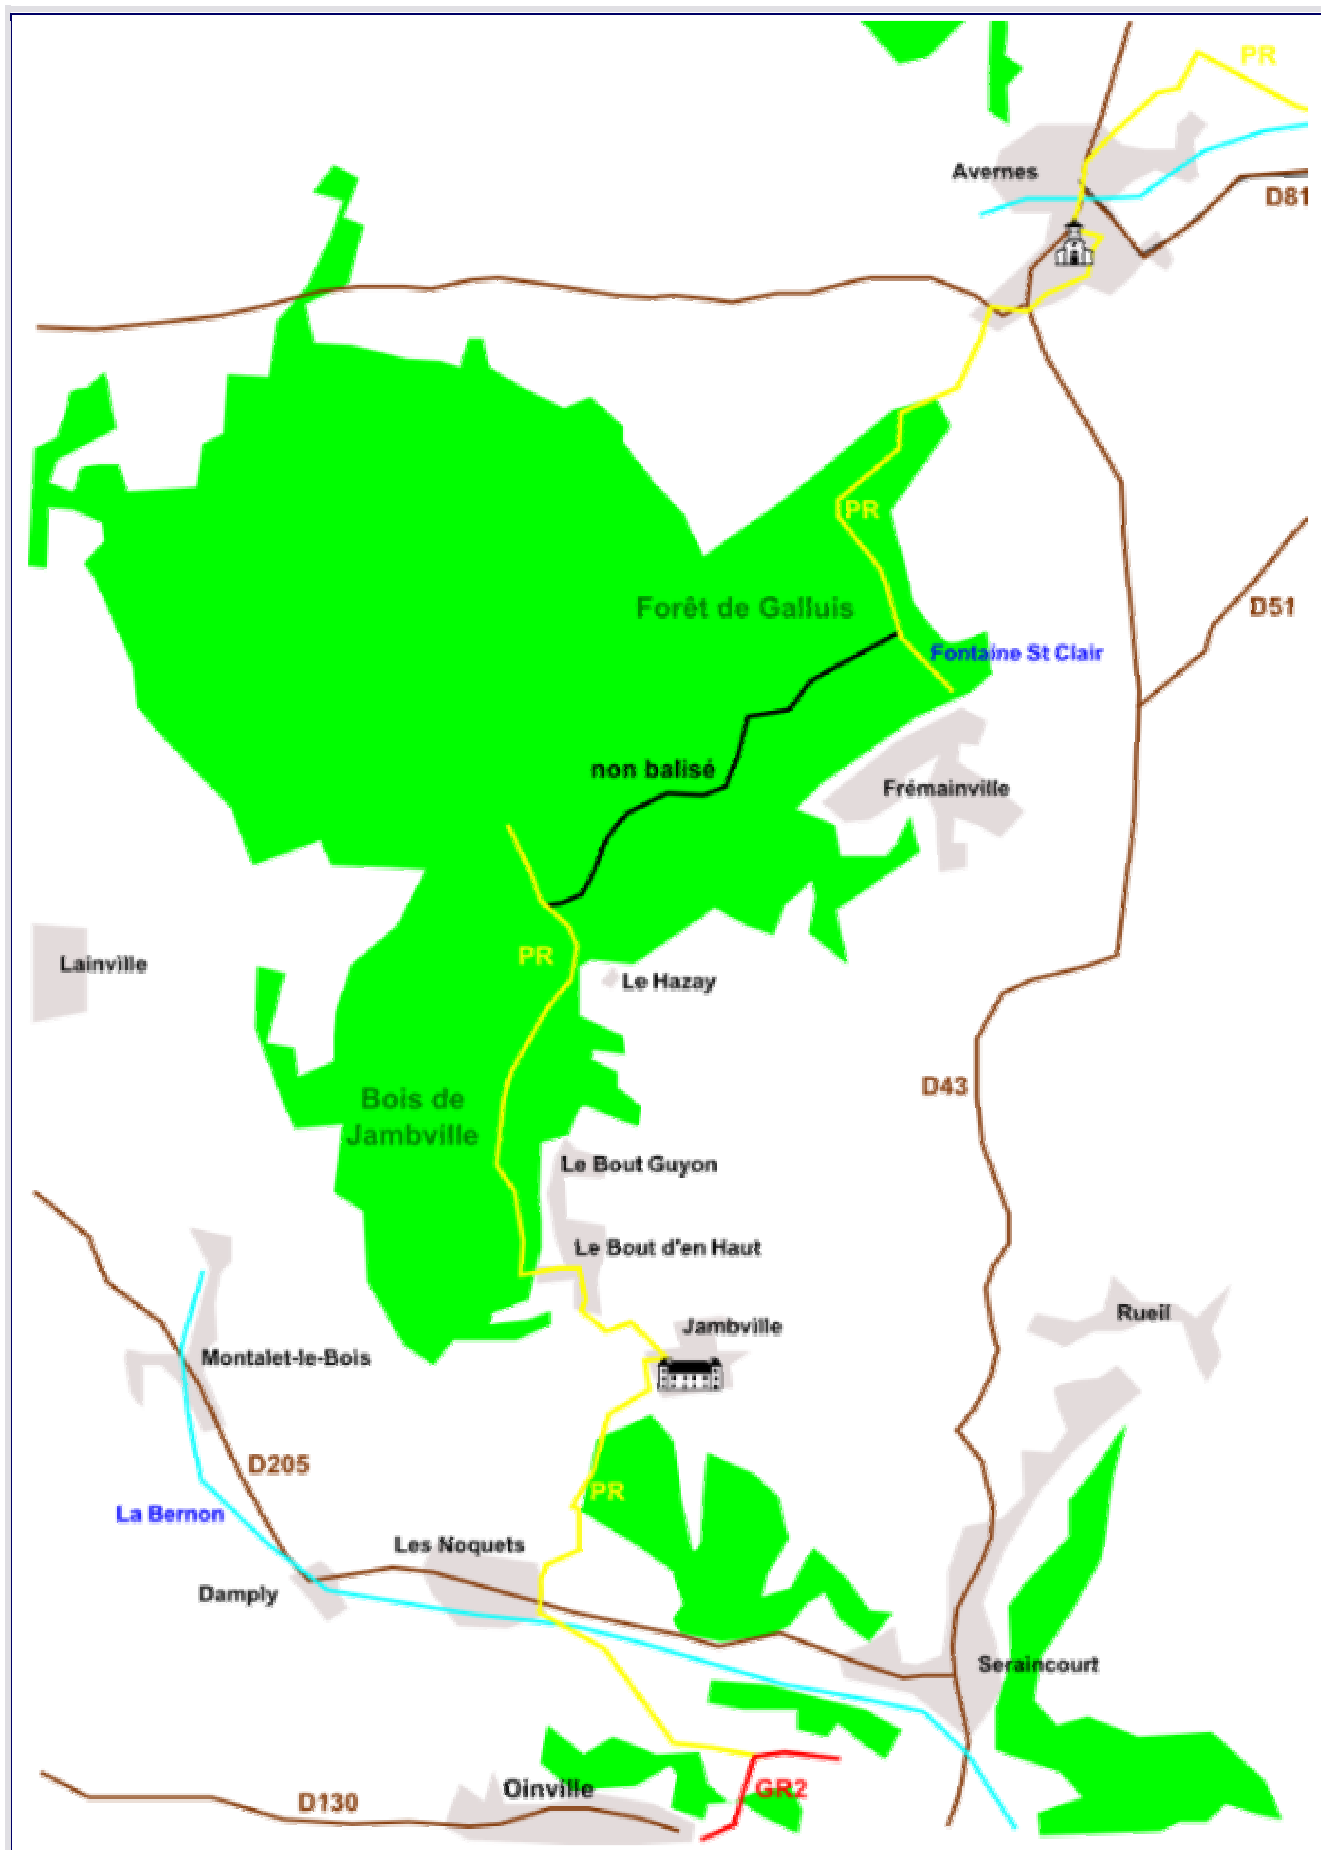 PR
Avernes
D81
PR
Forêt de Galluis
D51
Fontaine St Clair
non balisé
Frémainville
PR
Lainville
Le Hazay
D43
Bois de
Jambville
Le Bout Guyon
Le Bout d'en Haut
Rueil
Jambville
Montalet-le-Bois
D205
PR
La Bernon
Les Noquets
Damply
Seraincourt
Oinville
GR2
D130